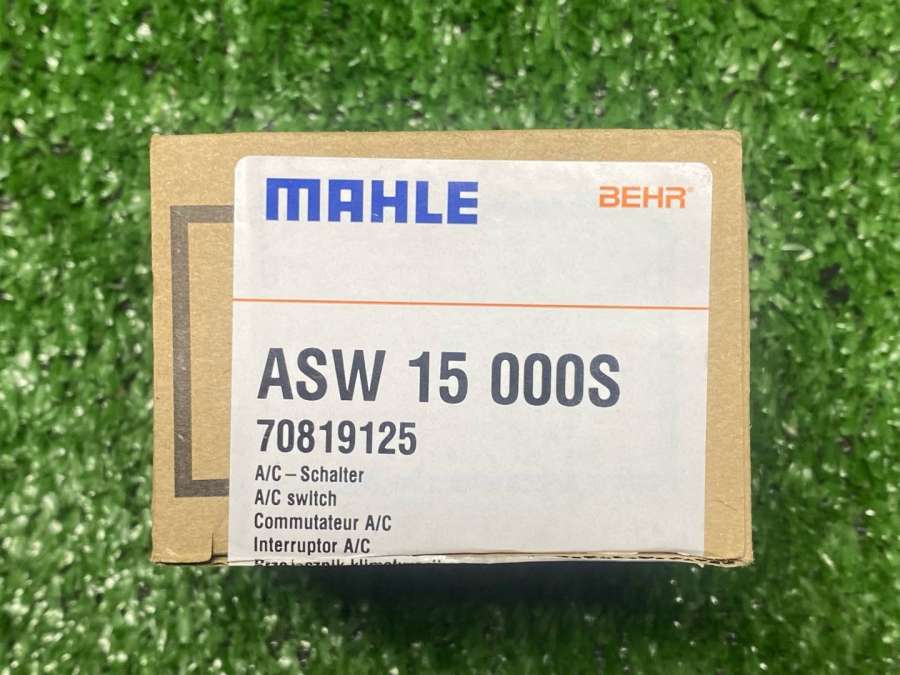 MAHLE
BEHR®
ASW 15 000S
70819125
A/C – Schalter
A/C switch
Commutateur A/C
Interruptor A/C